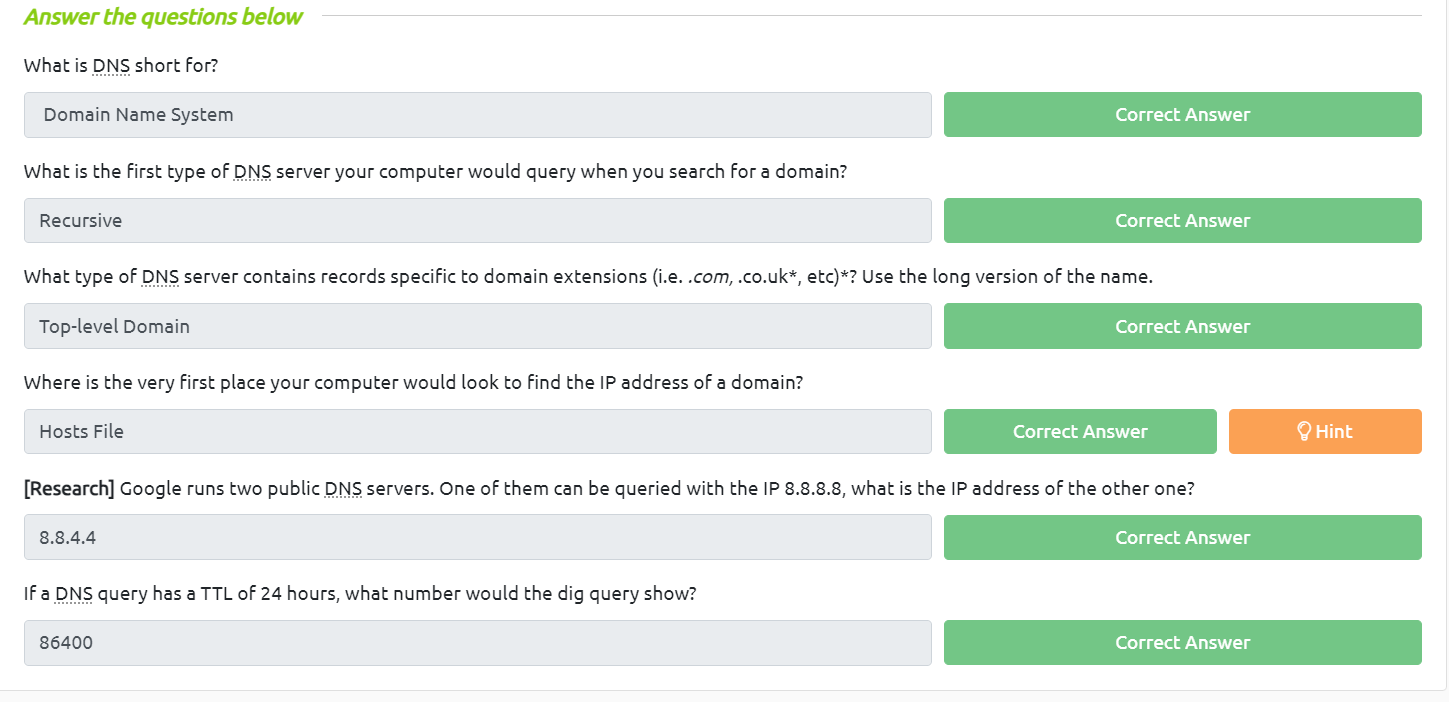 Answer the questions below
What is DNS short for?
Domain Name System
Correct Answer
What is the first type of DNS server your computer would query when you search for a domain?
Recursive
Correct Answer
What type of DNS server contains records specific to domain extensions (i.e. .com, .co.uk*, etc)*? Use the long version of the name.
Top-level Domain
Correct Answer
Where is the very first place your computer would look to find the IP address of a domain?
Hosts File
Correct Answer
Hint
[Research] Google runs two public DNS servers. One of them can be queried with the IP 8.8.8.8, what is the IP address of the other one?
8.8.4.4
Correct Answer
If a DNS query has a TTL of 24 hours, what number would the dig query show?
86400
Correct Answer